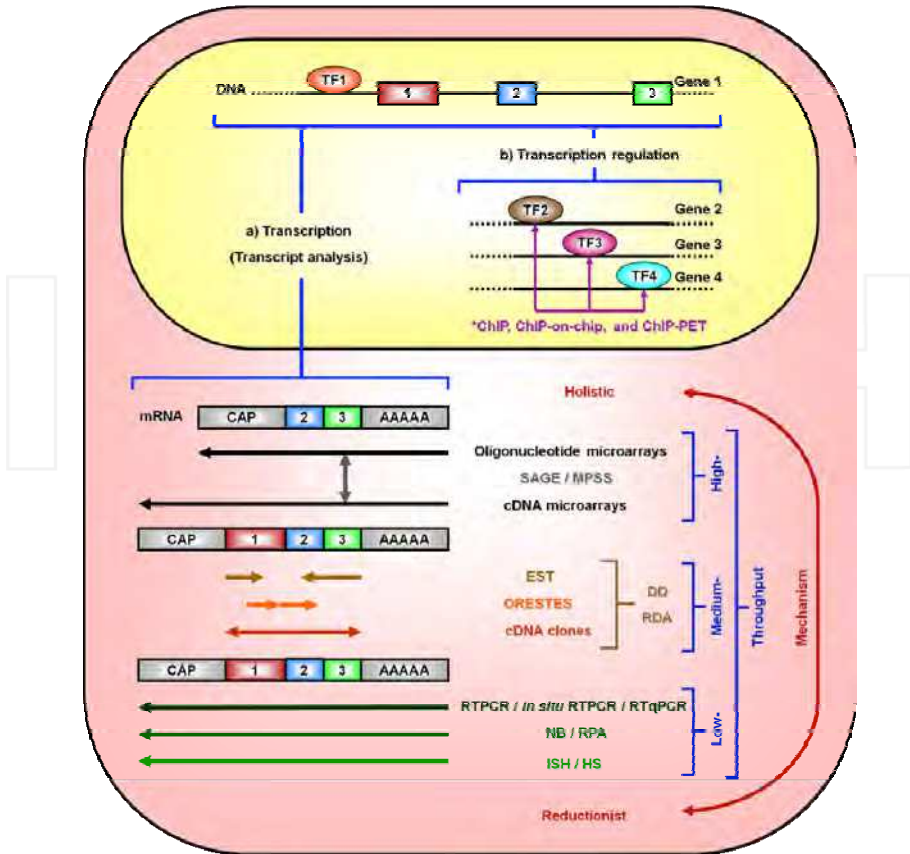 TF1
DNA
1
2
3
Gene 1
b) Transcription regulation
TF2
Gene 2
a) Transcription
(Transcript analysis)
TF3
Gene 3
TF4
Gene 4
*ChIP, ChIP-on-chip, and ChIP-PET
Holistic
mRNA
CAP
2
3
AAAAA
Oligonucleotide microarrays
SAGE / MPSS
cDNA microarrays
High-
CAP
1
2
3
AAAAA
EST
ORESTES
cDNA clones
DD
RDA
Medium-
Throughput
Mechanism
CAP
1
2
3
AAAAA
RTPCR / in situ RTPCR / RTqPCR
NB / RPA
ISH / HS
Low-
Reductionist